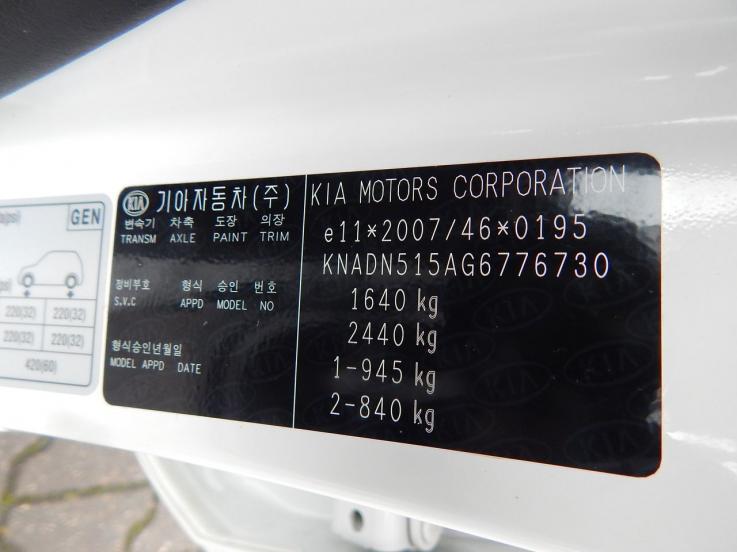 a(psi)
GEN
psi)
220(32) 220(32)
220(32) 220(32)
420(60)
KIA 기아자동차(주)
변속기 차축 도장 의장
TRANSM AXLE PAINT TRIM
정비부호 형식 승인 번호
S.V.C APPD MODEL NO
형식승인년월일
MODEL APPD DATE
KIA MOTORS CORPORATION
e11*2007/46*0195
KNADN515AG6776730
1640 kg
2440 kg
1-945 kg
2-840 kg